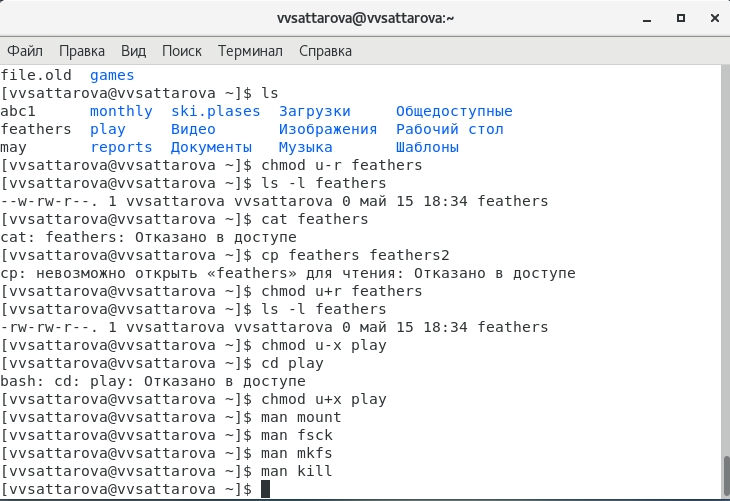 vvsattarova@vvsattarova:~
Файл Правка Вид Поиск Терминал Справка
file.old  games
[vvsattarova@vvsattarova ~]$ ls
abc1      monthly  ski.plases  Загрузки     Общедоступные
feathers  play     Видео       Изображения  Рабочий стол
may       reports  Документы   Музыка       Шаблоны
[vvsattarova@vvsattarova ~]$ chmod u-r feathers
[vvsattarova@vvsattarova ~]$ ls -l feathers
--w-rw-r--. 1 vvsattarova vvsattarova 0 май 15 18:34 feathers
[vvsattarova@vvsattarova ~]$ cat feathers
cat: feathers: Отказано в доступе
[vvsattarova@vvsattarova ~]$ cp feathers feathers2
cp: невозможно открыть «feathers» для чтения: Отказано в доступе
[vvsattarova@vvsattarova ~]$ chmod u+r feathers
[vvsattarova@vvsattarova ~]$ ls -l feathers
-rw-rw-r--. 1 vvsattarova vvsattarova 0 май 15 18:34 feathers
[vvsattarova@vvsattarova ~]$ chmod u-x play
[vvsattarova@vvsattarova ~]$ cd play
bash: cd: play: Отказано в доступе
[vvsattarova@vvsattarova ~]$ chmod u+x play
[vvsattarova@vvsattarova ~]$ man mount
[vvsattarova@vvsattarova ~]$ man fsck
[vvsattarova@vvsattarova ~]$ man mkfs
[vvsattarova@vvsattarova ~]$ man kill
[vvsattarova@vvsattarova ~]$